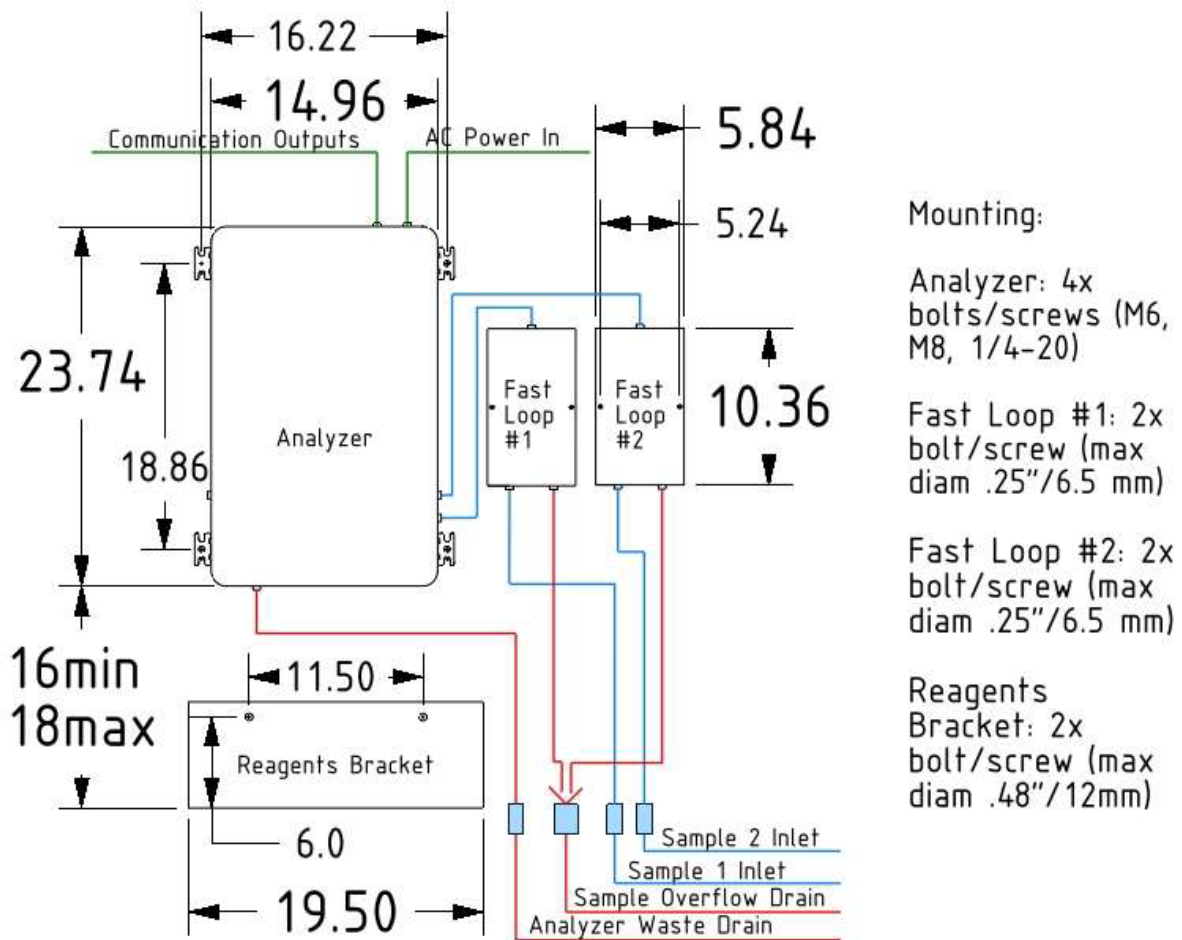 16.22
14.96
Communication Outputs
AC Power In
5.84
5.24
23.74
18.86
Analyzer
Fast
Loop
#1
Fast
Loop
#2
10.36
16min
18max
11.50
Reagents Bracket
6.0
19.50
Sample 2 Inlet
Sample 1 Inlet
Sample Overflow Drain
Analyzer Waste Drain
Mounting:
Analyzer: 4x
bolts/screws (M6,
M8, 1/4-20)
Fast Loop #1: 2x
bolt/screw (max
diam .25"/6.5 mm)
Fast Loop #2: 2x
bolt/screw (max
diam .25"/6.5 mm)
Reagents
Bracket: 2x
bolt/screw (max
diam .48"/12mm)